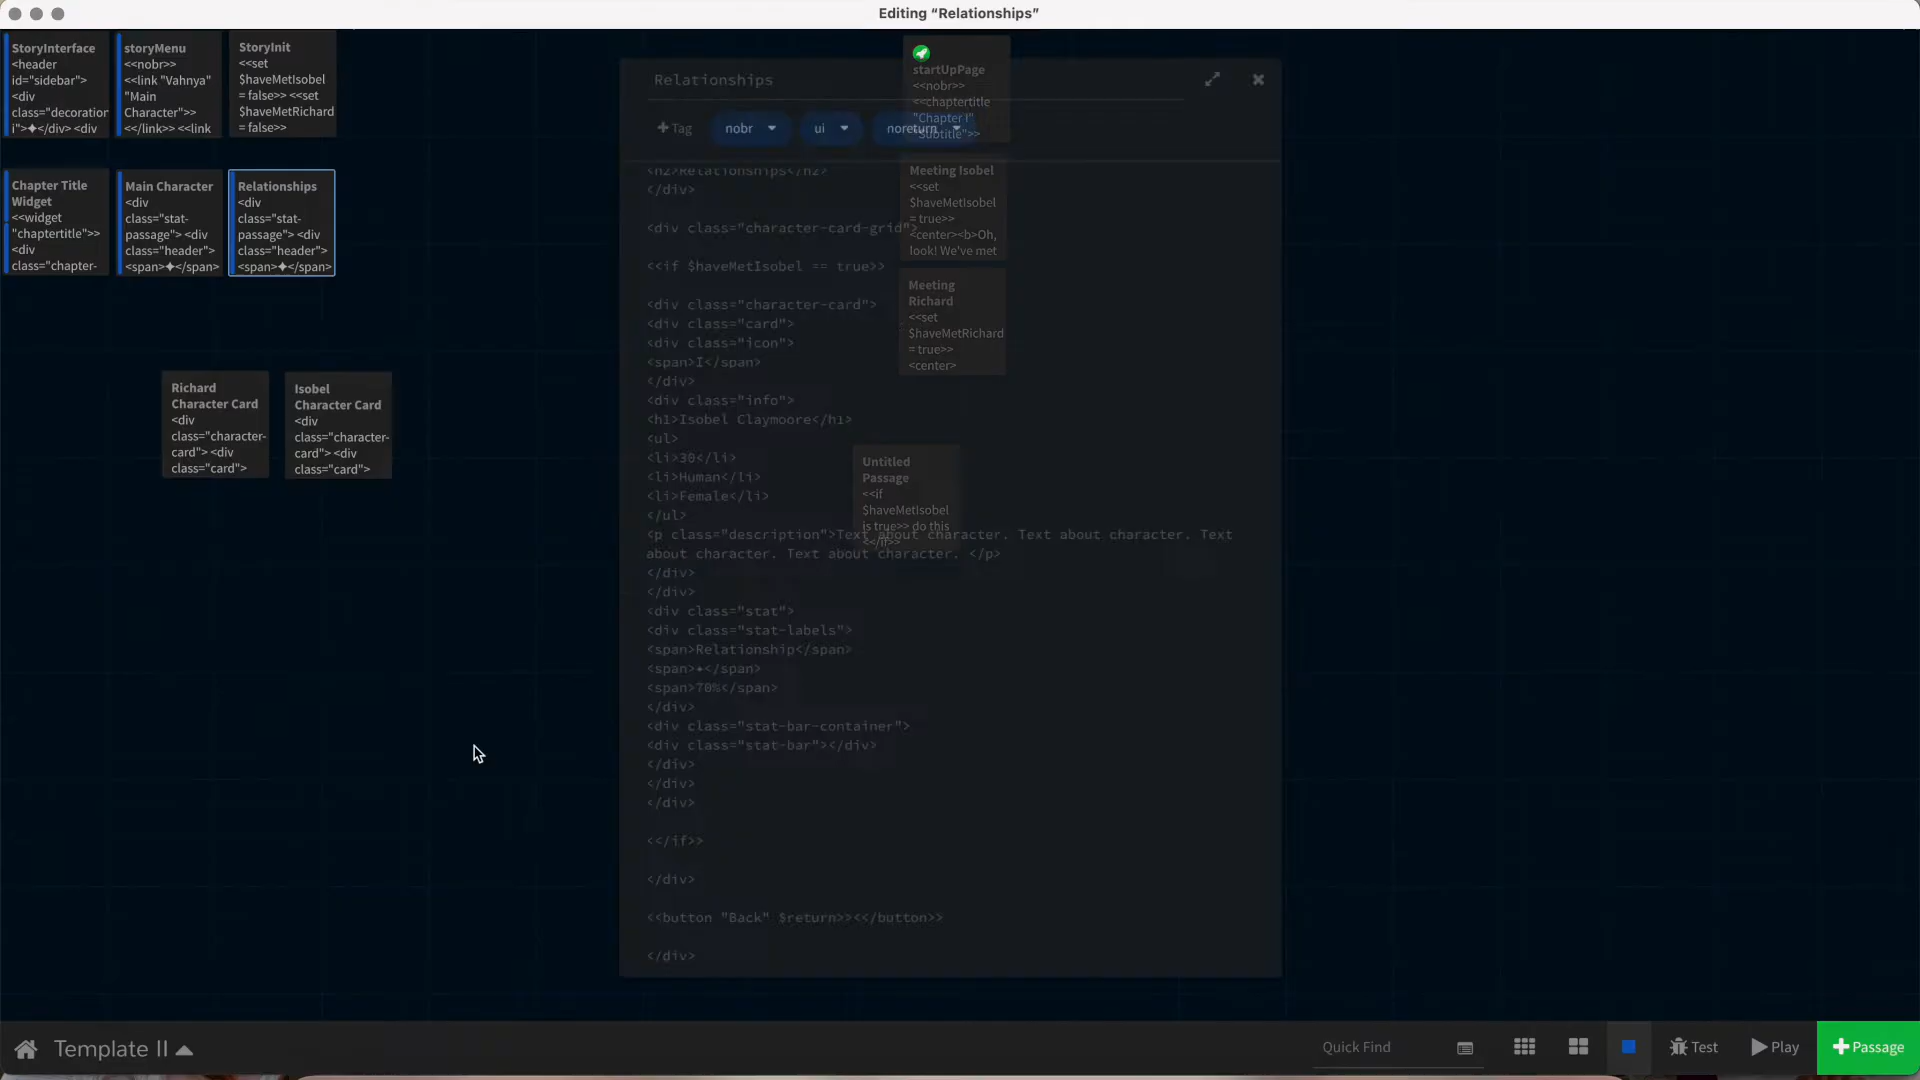 Editing “Relationships”
StoryInterface
<header
id="sidebar">
<div
class="decoration
i">✦</div> <div
storyMenu
<<nobr>>
<<link "Vahnya"
"Main
Character">>
<</link>> <<link
StoryInit
<<set
$haveMetIsobel
= false>> <<set
$haveMetRichard
= false>>
Chapter Title
Widget
<<widget
"chaptertitle">>
<div
class="chapter-
Main Character
<div
class="stat-
passage"> <div
class="header">
<span>✦</span>
Relationships
<div
class="stat-
passage"> <div
class="header">
<span>✦</span>
Richard
Character Card
<div
class="character-
card"> <div
class="card">
Isobel
Character Card
<div
class="character-
card"> <div
class="card">
startUpPage
<<nobr>>
<<chaptertitle
"Chapter I"
"Subtitle">>
Meeting Isobel
<<set
$haveMetIsobel
= true>>
<center><b>Oh,
look! We've met
Meeting
Richard
<<set
$haveMetRichard
= true>>
<center>
Untitled
Passage
<<if
$haveMetIsobel
is true>> do this
<</if>>
Relationships
+ Tag
nobr
ui
noreturn
<h2>Relationships</h2>
</div>
<div class="character-card-grid">
<<if $haveMetIsobel == true>>
<div class="character-card">
<div class="card">
<div class="icon">
<span>I</span>
</div>
<div class="info">
<h1>Isobel Claymoore</h1>
<ul>
<li>30</li>
<li>Human</li>
<li>Female</li>
</ul>
<p class="description">Text about character. Text about character. Text
about character. Text about character. </p>
</div>
</div>
<div class="stat">
<div class="stat-labels">
<span>Relationship</span>
<span>✦</span>
<span>70%</span>
</div>
<div class="stat-bar-container">
<div class="stat-bar"></div>
</div>
</div>
</div>
<</if>>
</div>
<<button "Back" $return>><</button>>
</div>
Template II
Quick Find
Test
Play
+Passage